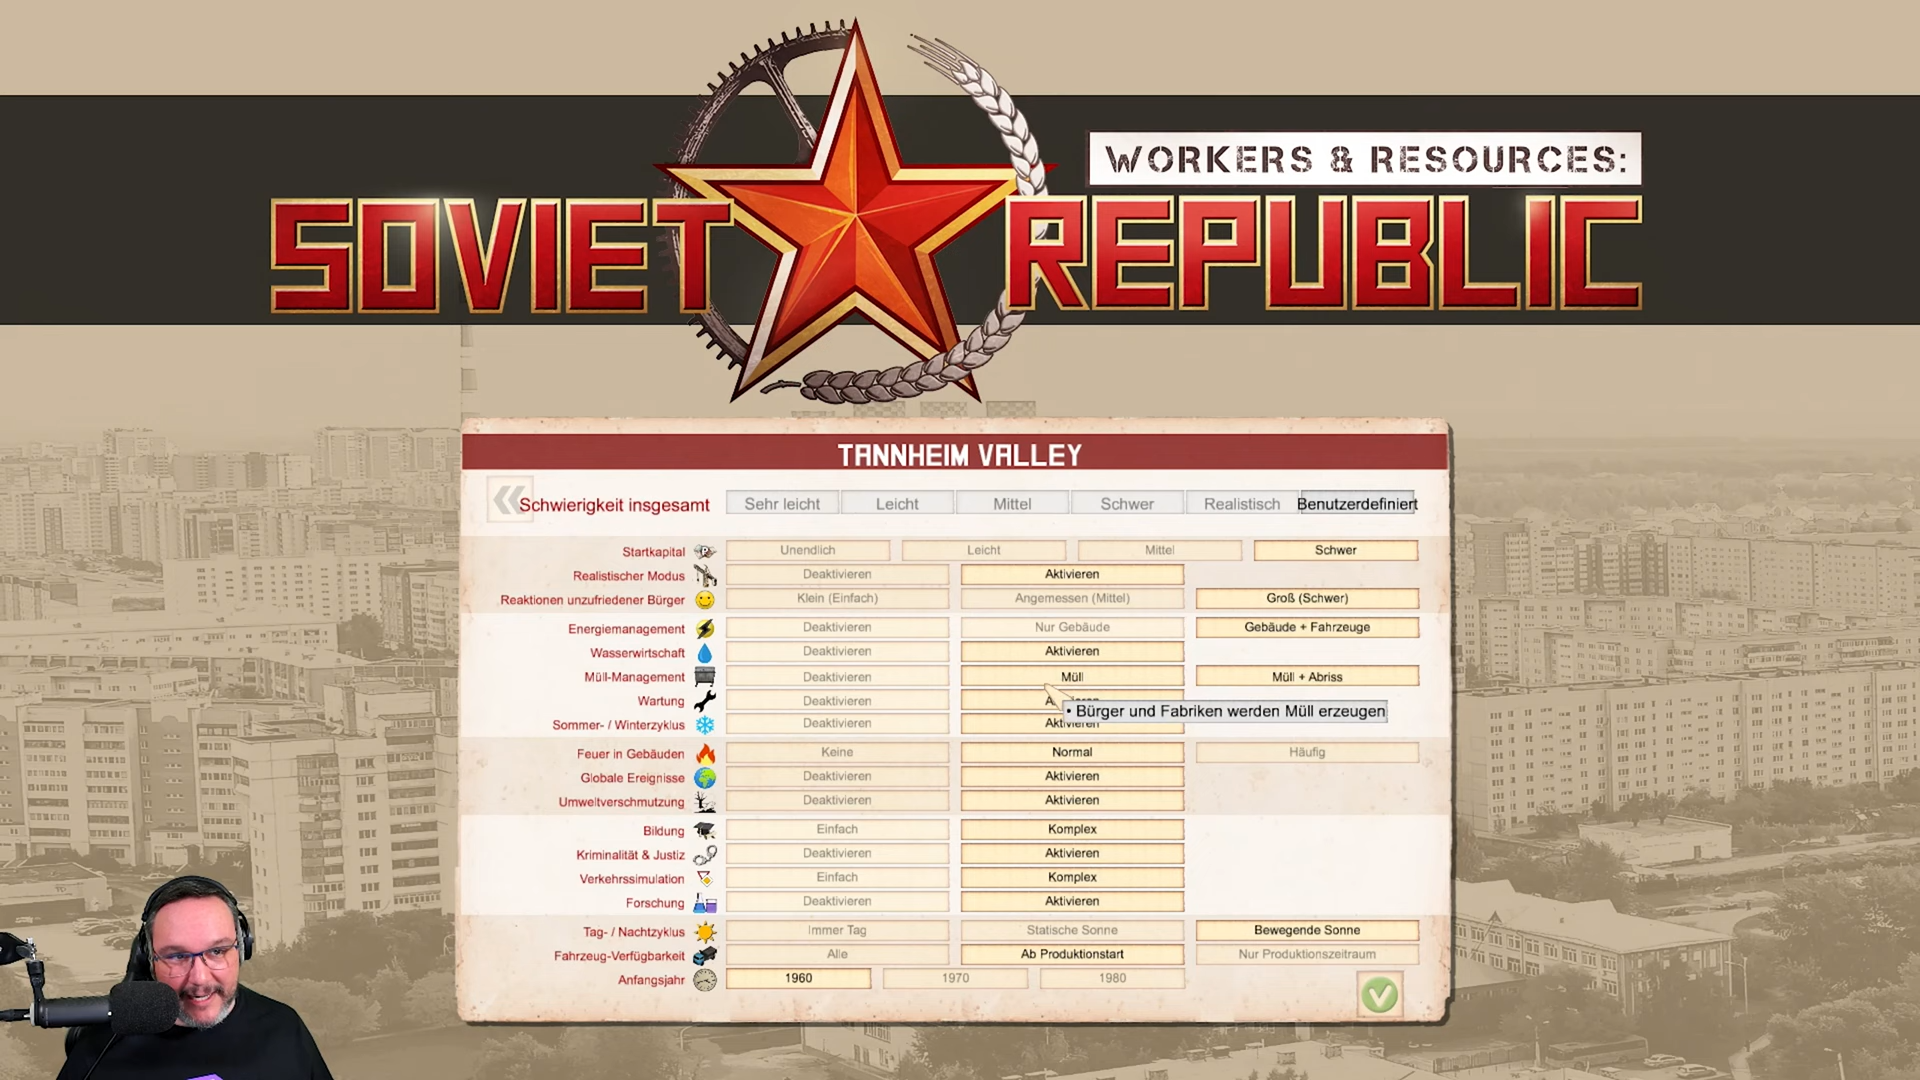 WORKERS & RESOURCES:
SOVIET REPUBLIC
TANNHEIM VALLEY
Schwierigkeit insgesamt Sehr leicht Leicht Mittel Schwer Realistisch Benutzerdefiniert
Startkapital Unendlich Leicht Mittel Schwer
Realistischer Modus Deaktivieren Aktivieren
Reaktionen unzufriedener Bürger Klein (Einfach) Angemessen (Mittel) Groß (Schwer)
Energiemanagement Deaktivieren Nur Gebäude Gebäude + Fahrzeuge
Wasserwirtschaft Deaktivieren Aktivieren
Müll-Management Deaktivieren Müll Müll + Abriss
Wartung Deaktivieren
• Bürger und Fabriken werden Müll erzeugen
Sommer- / Winterzyklus Deaktivieren Aktivieren
Feuer in Gebäuden Keine Normal Häufig
Globale Ereignisse Deaktivieren Aktivieren
Umweltverschmutzung Deaktivieren Aktivieren
Bildung Einfach Komplex
Kriminalität & Justiz Deaktivieren Aktivieren
Verkehrssimulation Einfach Komplex
Forschung Deaktivieren Aktivieren
Tag- / Nachtzyklus Immer Tag Statische Sonne Bewegende Sonne
Fahrzeug-Verfügbarkeit Alle Ab Produktionstart Nur Produktionszeitraum
Anfangsjahr 1960 1970 1980